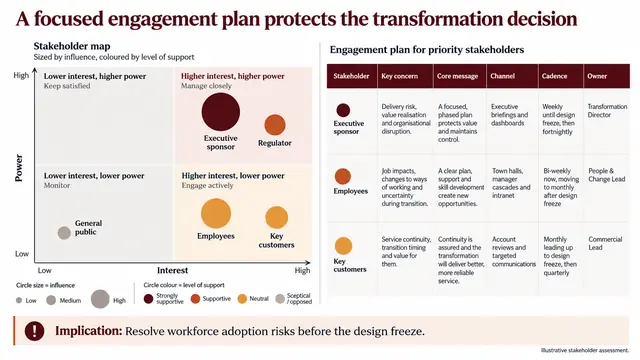 A focused engagement plan protects the transformation decision
Stakeholder map
Sized by influence, coloured by level of support
High
Lower interest, higher power
Keep satisfied
Higher interest, higher power
Manage closely
Executive
sponsor
Regulator
Power
Lower interest, lower power
Monitor
Higher interest, lower power
Engage actively
General
public
Employees
Key
customers
Low
Low
Interest
High
Circle size = influence
Low
Medium
High
Circle colour = level of support
Strongly
supportive
Supportive
Neutral
Sceptical
/ opposed
Engagement plan for priority stakeholders
Stakeholder
Key concern
Core message
Channel
Cadence
Owner
Executive
sponsor
Delivery risk,
value realisation
and organisational
disruption.
A focused,
phased plan
protects value
and maintains
control.
Executive
briefings and
dashboards
Weekly
until design
freeze, then
fortnightly
Transformation
Director
Employees
Job impacts,
changes to ways
of working and
uncertainty
during transition.
A clear plan,
support and
skill development
create new
opportunities.
Town halls,
manager
cascades and
intranet
Bi-weekly
now, moving
to monthly
after design
freeze
People &
Change Lead
Key
customers
Service continuity,
transition timing
and value for
them.
Continuity is
assured and the
transformation
will deliver better,
more reliable
service.
Account
reviews and
targeted
communications
Monthly
leading up
to design
freeze, then
quarterly
Commercial
Lead
! Implication: Resolve workforce adoption risks before the design freeze.
Illustrative stakeholder assessment.